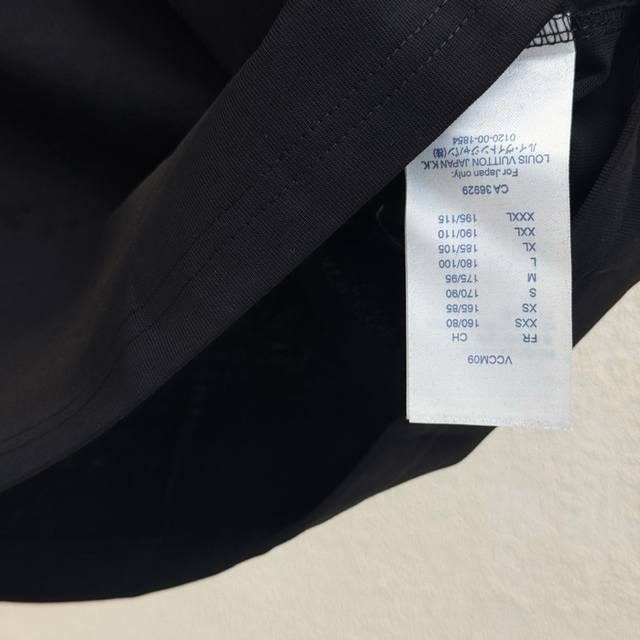 VCCM09
FR CH
XXS 160/80
XS 165/85
S 170/90
M 175/95
L 180/100
XL 185/105
XXL 190/110
XXXL 195/115
CA 36929
For Japan only:
LOUIS VUITTON JAPAN K.K.
ルイ・ヴィトンジャパン(株)
0120-00-1854